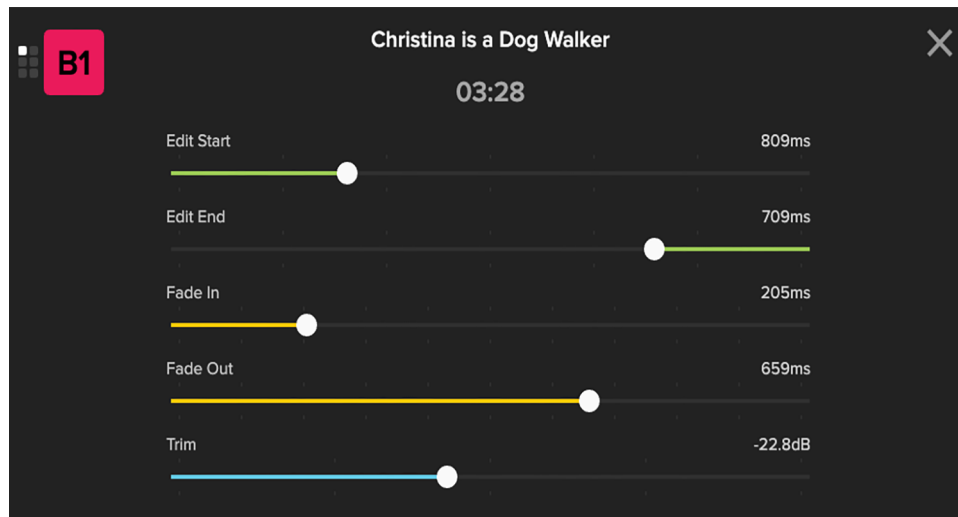 B1
Christina is a Dog Walker
03:28
Edit Start 809ms
Edit End 709ms
Fade In 205ms
Fade Out 659ms
Trim -22.8dB